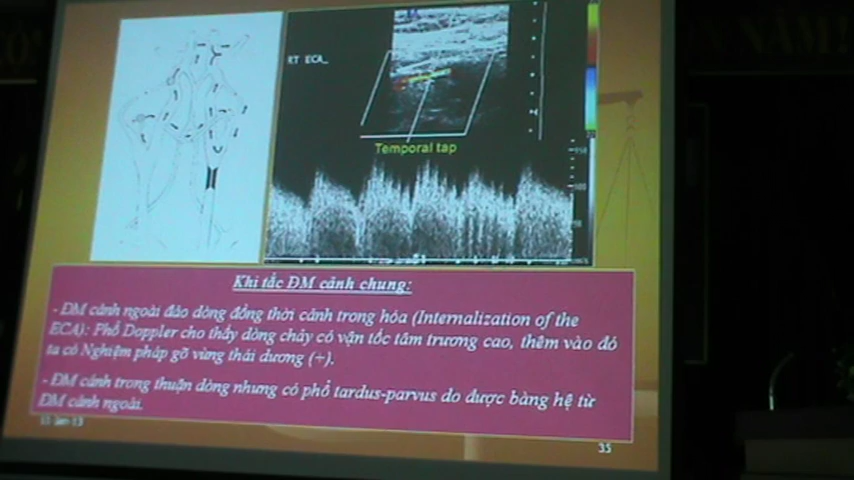 RT ECA_
Temporal tap
Khi tắc ĐM cảnh chung:
- ĐM cảnh ngoài đảo dòng đồng thời cảnh trong hóa (Internalization of the
ECA): Phổ Doppler cho thấy dòng chảy có vận tốc tâm trương cao, thêm vào đó
ta có Nghiệm pháp gõ vùng thái dương (+).
- ĐM cảnh trong thuận dòng nhưng có phổ tardus-parvus do được bàng hệ từ
ĐM cảnh ngoài.
35